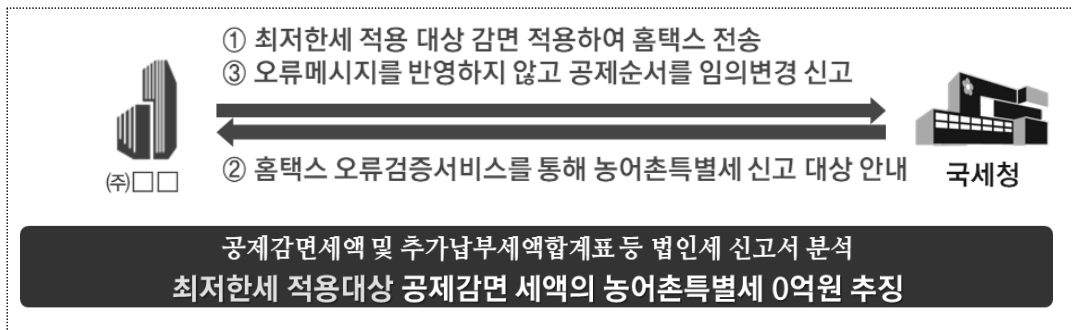 ① 최저한세 적용 대상 감면 적용하여 홈택스 전송
③ 오류메시지를 반영하지 않고 공제순서를 임의변경 신고
② 홈택스 오류검증서비스를 통해 농어촌특별세 신고 대상 안내
㈜□□
국세청
공제감면세액 및 추가납부세액합계표 등 법인세 신고서 분석
최저한세 적용대상 공제감면 세액의 농어촌특별세 0억원 추징